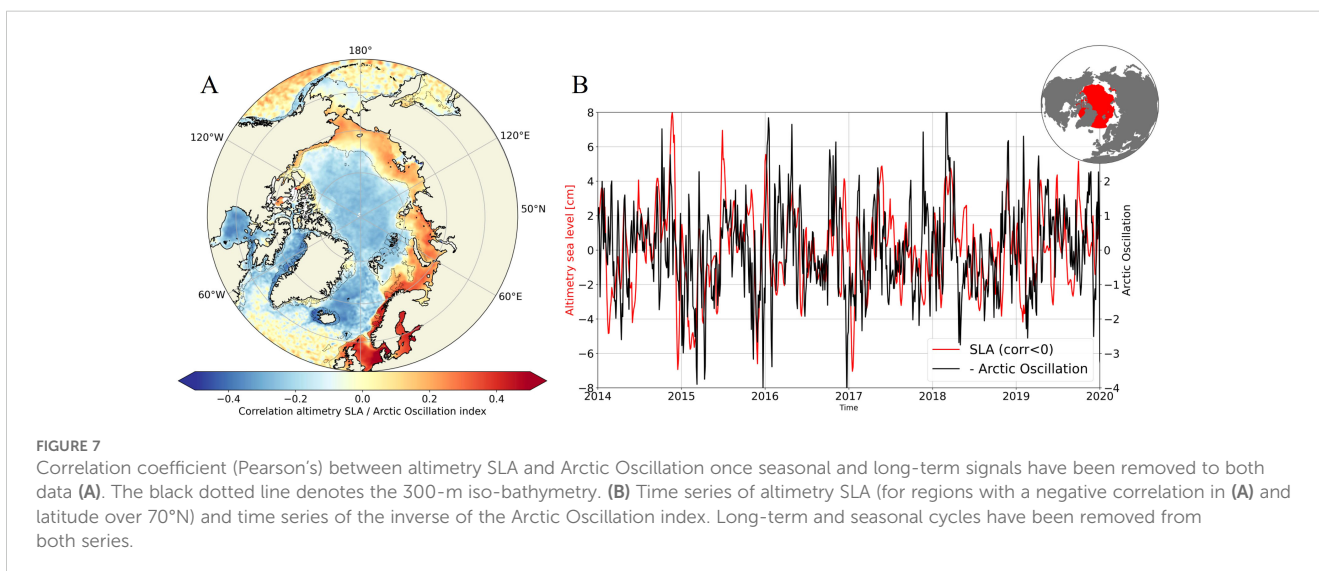 A
180°
120°W
120°E
50°N
60°W
60°E
−0.4 −0.2 0.0 0.2 0.4
Correlation altimetry SLA / Arctic Oscillation index
B
Altimetry sea level [cm]
8
6
4
2
0
−2
−4
−6
−8
2
1
0
−1
−2
−3
−4
Arctic Oscillation
SLA (corr<0)
- Arctic Oscillation
2014 2015 2016 2017 2018 2019 2020
Time
FIGURE 7
Correlation coefficient (Pearson's) between altimetry SLA and Arctic Oscillation once seasonal and long-term signals have been removed to both
data (A). The black dotted line denotes the 300-m iso-bathymetry. (B) Time series of altimetry SLA (for regions with a negative correlation in (A) and
latitude over 70°N) and time series of the inverse of the Arctic Oscillation index. Long-term and seasonal cycles have been removed from
both series.